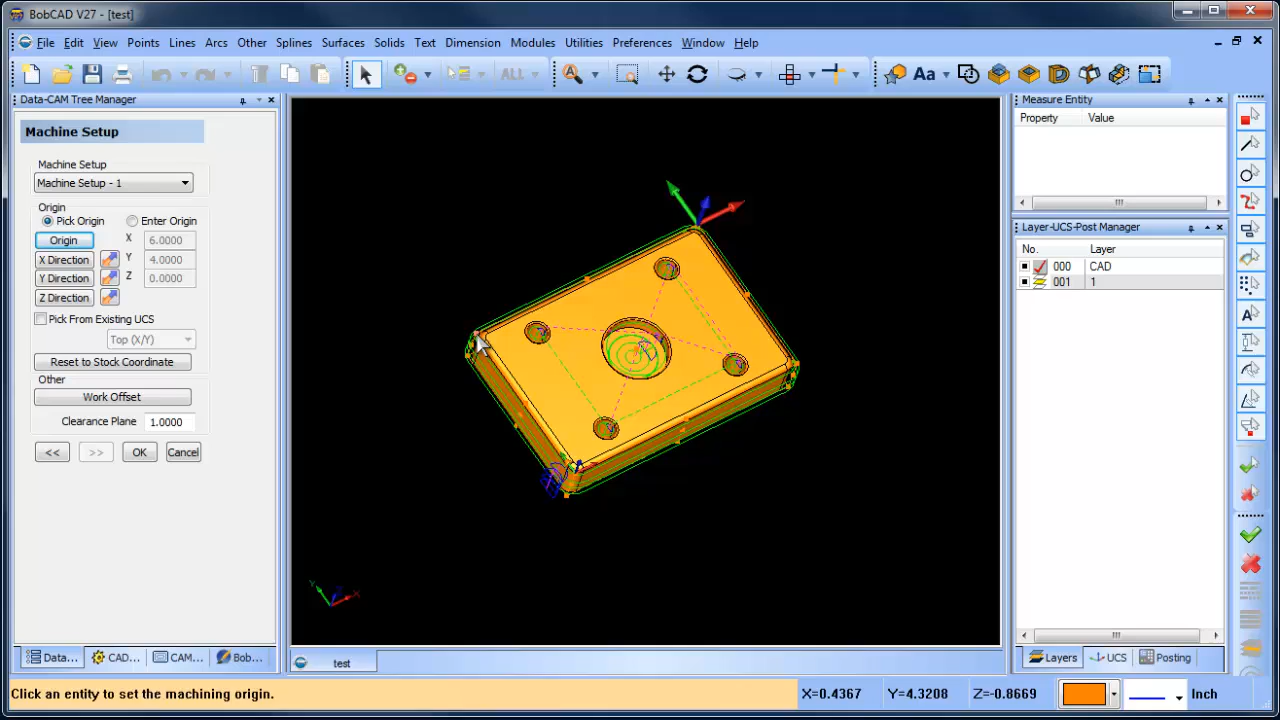 BobCAD V27 - [test]
File Edit View Points Lines Arcs Other Splines Surfaces Solids Text Dimension Modules Utilities Preferences Window Help
ALL Aa
Data-CAM Tree Manager
Machine Setup
Machine Setup
Machine Setup - 1
Origin
Pick Origin Enter Origin
Origin X 6.0000
X Direction Y 4.0000
Y Direction Z 0.0000
Z Direction
Pick From Existing UCS
Top (X/Y)
Reset to Stock Coordinate
Other
Work Offset
Clearance Plane 1.0000
<< >> OK Cancel
Data... CAD... CAM... Bob...
test
Measure Entity
Property Value
Layer-UCS-Post Manager
No. Layer
000 CAD
001 1
Layers UCS Posting
Click an entity to set the machining origin.
X=0.4367 Y=4.3208 Z=-0.8669 Inch